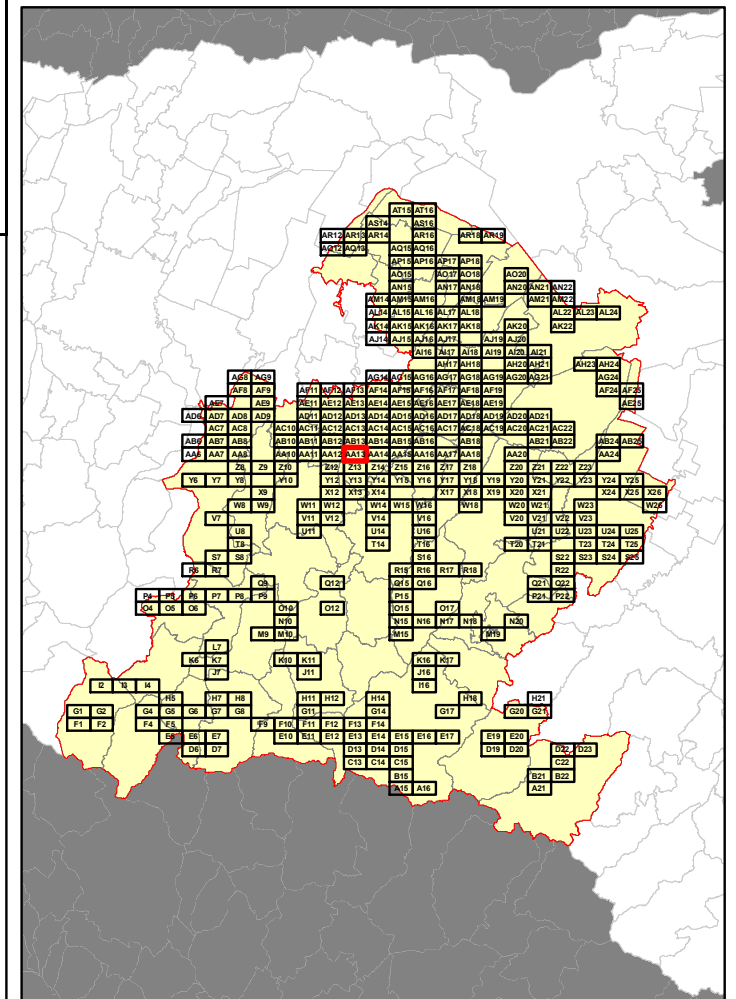 AT15 AT16
AS14 AS16
AR12 AR13 AR14 AR16 AR18 AR19
AQ12 AQ13 AQ15 AQ16
AP15 AP16 AP17 AP18
AO15 AO17 AO18 AO20
AN15 AN17 AN18 AN20 AN21 AN22
AM14 AM15 AM16 AM18 AM19 AM21 AM22
AL14 AL15 AL16 AL17 AL18 AL22 AL23 AL24
AK14 AK15 AK16 AK17 AK18 AK20 AK22
AJ14 AJ15 AJ16 AJ17 AJ19 AJ20
AI16 AI17 AI18 AI19 AI20 AI21
AH17 AH18 AH20 AH21 AH23 AH24
AG8 AG9 AG14 AG15 AG16 AG17 AG18 AG19 AG20 AG21 AG24
AF8 AF9 AF11 AF12 AF13 AF14 AF15 AF16 AF17 AF18 AF19 AF24 AF25
AE7 AE9 AE11 AE12 AE13 AE14 AE15 AE16 AE17 AE18 AE19 AE25
AD6 AD7 AD8 AD9 AD11 AD12 AD13 AD14 AD15 AD16 AD17 AD18 AD19 AD20 AD21
AC7 AC8 AC10 AC11 AC12 AC13 AC14 AC15 AC16 AC17 AC18 AC19 AC20 AC21 AC22
AB6 AB7 AB8 AB10 AB11 AB12 AB13 AB14 AB15 AB16 AB18 AB21 AB22 AB24 AB25
AA6 AA7 AA8 AA10 AA11 AA12 AA13 AA14 AA15 AA16 AA17 AA18 AA20 AA24
Z8 Z9 Z10 Z12 Z13 Z14 Z15 Z16 Z17 Z18 Z20 Z21 Z22 Z23
Y6 Y7 Y8 Y10 Y12 Y13 Y14 Y15 Y16 Y17 Y18 Y19 Y20 Y21 Y22 Y23 Y24 Y25
X9 X12 X13 X14 X17 X18 X19 X20 X21 X24 X25 X26
W8 W9 W11 W12 W14 W15 W16 W18 W20 W21 W23 W26
V7 V11 V12 V14 V16 V20 V21 V22 V23
U8 U11 U14 U16 U21 U22 U23 U24 U25
T8 T14 T16 T20 T21 T23 T24 T25
S7 S8 S16 S22 S23 S24 S25
R6 R7 R15 R16 R17 R18 R22
Q9 Q12 Q15 Q16 Q21 Q22
P4 P5 P6 P7 P8 P9 P15 P21 P22
O4 O5 O6 O10 O12 O15 O17
N10 N15 N16 N17 N18 N20
M9 M10 M15 M19
L7
K6 K7 K10 K11 K16 K17
J7 J11 J16
I2 I3 I4 I16
H5 H7 H8 H11 H12 H14 H18 H21
G1 G2 G4 G5 G6 G7 G8 G11 G14 G17 G20 G21
F1 F2 F4 F5 F9 F10 F11 F12 F13 F14
E5 E6 E7 E10 E11 E12 E13 E14 E15 E16 E17 E19 E20
D6 D7 D13 D14 D15 D19 D20 D22 D23
C13 C14 C15 C22
B15 B21 B22
A15 A16 A21